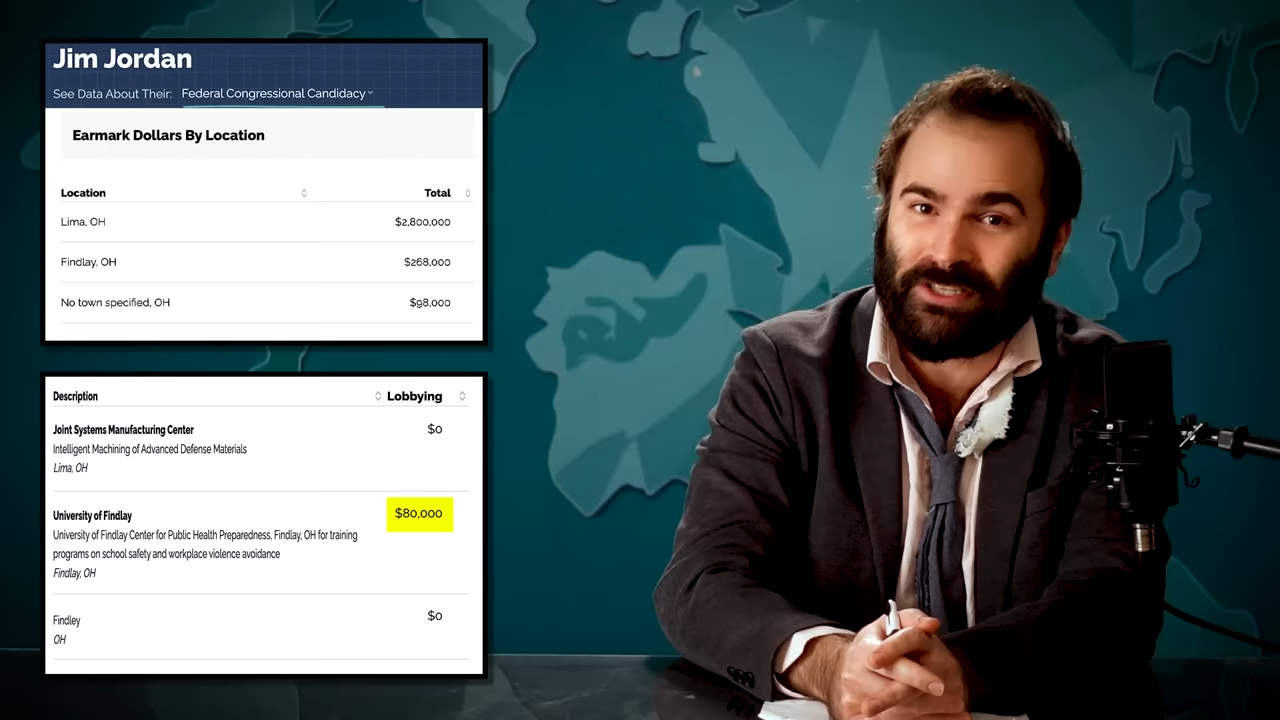 Jim Jordan
See Data About Their: Federal Congressional Candidacy
Earmark Dollars By Location
Location Total
Lima, OH $2,800,000
Findlay, OH $268,000
No town specified, OH $98,000
Description Lobbying
Joint Systems Manufacturing Center $0
Intelligent Machining of Advanced Defense Materials
Lima, OH
University of Findlay $80,000
University of Findlay Center for Public Health Preparedness, Findlay, OH for training
programs on school safety and workplace violence avoidance
Findlay, OH
Findley $0
OH